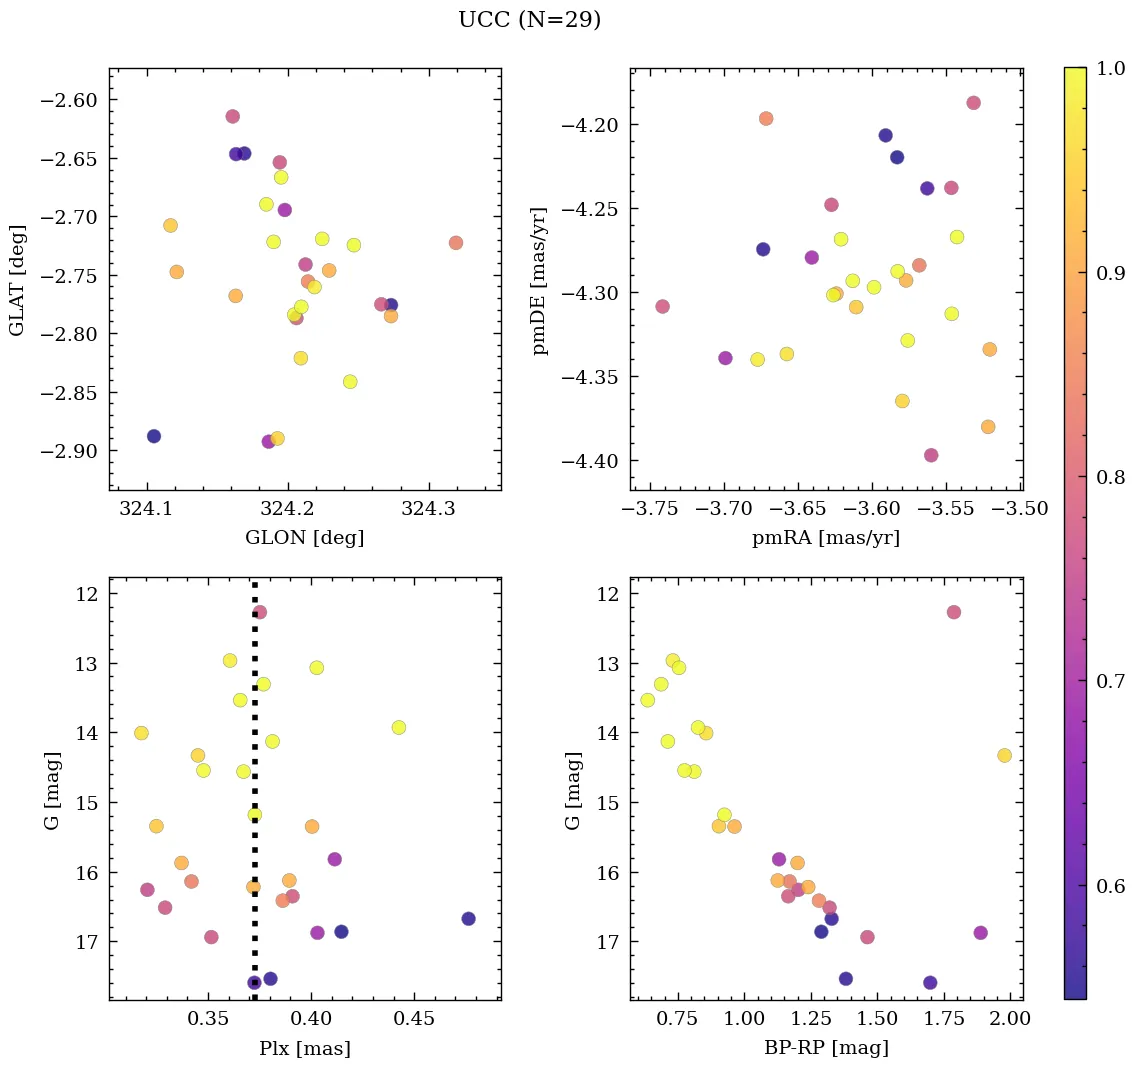 UCC (N=29)
−2.60
−2.65
−2.70
−2.75
−2.80
−2.85
−2.90
GLAT [deg]
324.1 324.2 324.3
GLON [deg]
−4.20
−4.25
−4.30
−4.35
−4.40
pmDE [mas/yr]
−3.75 −3.70 −3.65 −3.60 −3.55 −3.50
pmRA [mas/yr]
12
13
14
15
16
17
G [mag]
0.35 0.40 0.45
Plx [mas]
12
13
14
15
16
17
G [mag]
0.75 1.00 1.25 1.50 1.75 2.00
BP-RP [mag]
1.0
0.9
0.8
0.7
0.6